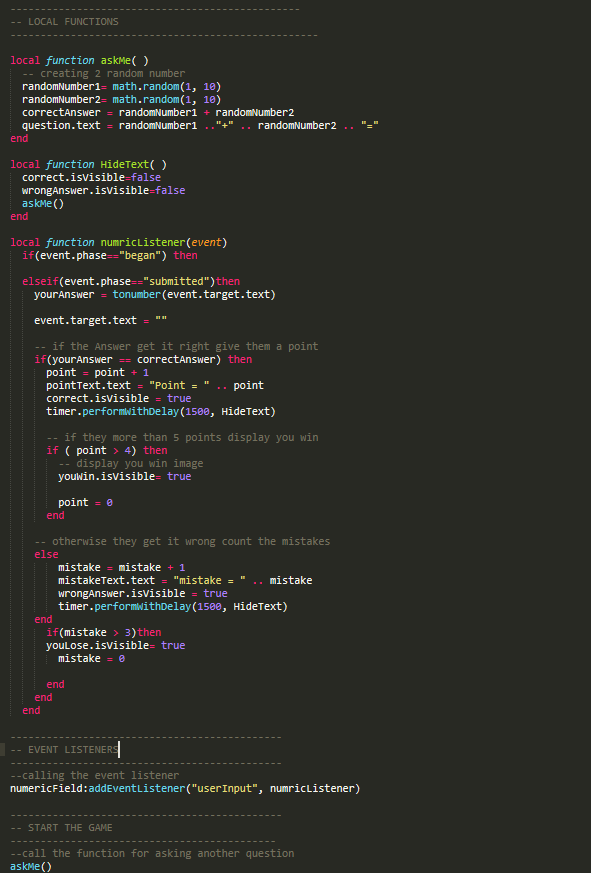 --------------------------------------------------
-- LOCAL FUNCTIONS
-----------------------------------------------------
local function askMe( )
-- creating 2 random number
randomNumber1= math.random(1, 10)
randomNumber2= math.random(1, 10)
correctAnswer = randomNumber1 + randomNumber2
question.text = randomNumber1 .."+" .. randomNumber2 .. "="
end
local function HideText( )
correct.isVisible=false
wrongAnswer.isVisible=false
askMe()
end
local function numricListener(event)
if(event.phase=="began") then
elseif(event.phase=="submitted")then
yourAnswer = tonumber(event.target.text)
event.target.text = ""
-- if the Answer get it right give them a point
if(yourAnswer == correctAnswer) then
point = point + 1
pointText.text = "Point = " .. point
correct.isVisible = true
timer.performWithDelay(1500, HideText)
-- if they more than 5 points display you win
if ( point > 4) then
-- display you win image
youWin.isVisible= true
point = 0
end
-- otherwise they get it wrong count the mistakes
else
mistake = mistake + 1
mistakeText.text = "mistake = " .. mistake
wrongAnswer.isVisible = true
timer.performWithDelay(1500, HideText)
end
if(mistake > 3)then
youLose.isVisible= true
mistake = 0
end
end
end
-----------------------------------------------
-- EVENT LISTENERS
-----------------------------------------------
--calling the event listener
numericField:addEventListener("userInput", numricListener)
-----------------------------------------------
-- START THE GAME
----------------------------------------------
--call the function for asking another question
askMe()